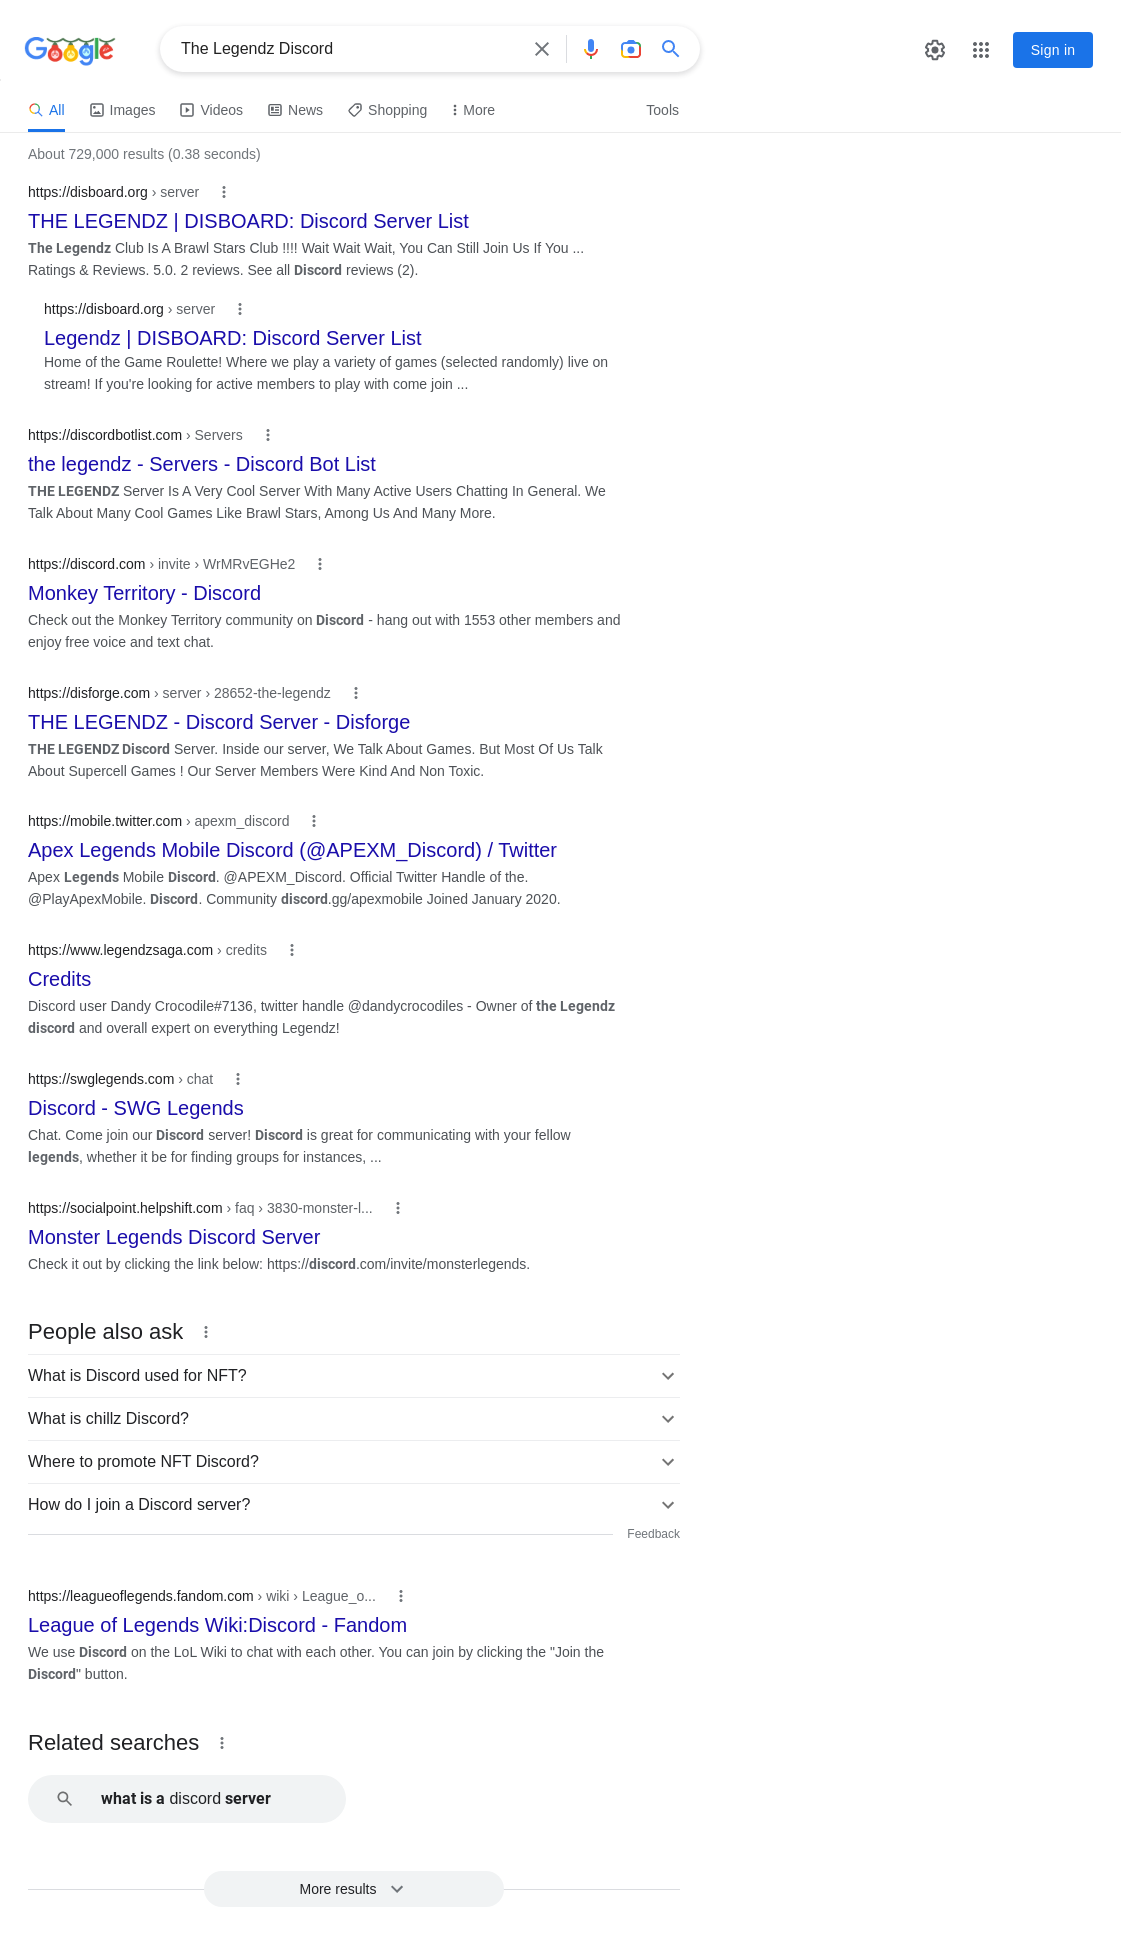 Google
The Legendz Discord
Sign in
All
Images
Videos
News
Shopping
More
Tools
About 729,000 results (0.38 seconds)
https://disboard.org › server
THE LEGENDZ | DISBOARD: Discord Server List
The Legendz Club Is A Brawl Stars Club !!!! Wait Wait Wait, You Can Still Join Us If You ...
Ratings & Reviews. 5.0. 2 reviews. See all Discord reviews (2).
https://disboard.org › server
Legendz | DISBOARD: Discord Server List
Home of the Game Roulette! Where we play a variety of games (selected randomly) live on
stream! If you're looking for active members to play with come join ...
https://discordbotlist.com › Servers
the legendz - Servers - Discord Bot List
THE LEGENDZ Server Is A Very Cool Server With Many Active Users Chatting In General. We
Talk About Many Cool Games Like Brawl Stars, Among Us And Many More.
https://discord.com › invite › WrMRvEGHe2
Monkey Territory - Discord
Check out the Monkey Territory community on Discord - hang out with 1553 other members and
enjoy free voice and text chat.
https://disforge.com › server › 28652-the-legendz
THE LEGENDZ - Discord Server - Disforge
THE LEGENDZ Discord Server. Inside our server, We Talk About Games. But Most Of Us Talk
About Supercell Games ! Our Server Members Were Kind And Non Toxic.
https://mobile.twitter.com › apexm_discord
Apex Legends Mobile Discord (@APEXM_Discord) / Twitter
Apex Legends Mobile Discord. @APEXM_Discord. Official Twitter Handle of the.
@PlayApexMobile. Discord. Community discord.gg/apexmobile Joined January 2020.
https://www.legendzsaga.com › credits
Credits
Discord user Dandy Crocodile#7136, twitter handle @dandycrocodiles - Owner of the Legendz
discord and overall expert on everything Legendz!
https://swglegends.com › chat
Discord - SWG Legends
Chat. Come join our Discord server! Discord is great for communicating with your fellow
legends, whether it be for finding groups for instances, ...
https://socialpoint.helpshift.com › faq › 3830-monster-l...
Monster Legends Discord Server
Check it out by clicking the link below: https://discord.com/invite/monsterlegends.
People also ask
What is Discord used for NFT?
What is chillz Discord?
Where to promote NFT Discord?
How do I join a Discord server?
Feedback
https://leagueoflegends.fandom.com › wiki › League_o...
League of Legends Wiki:Discord - Fandom
We use Discord on the LoL Wiki to chat with each other. You can join by clicking the "Join the
Discord" button.
Related searches
what is a discord server
More results